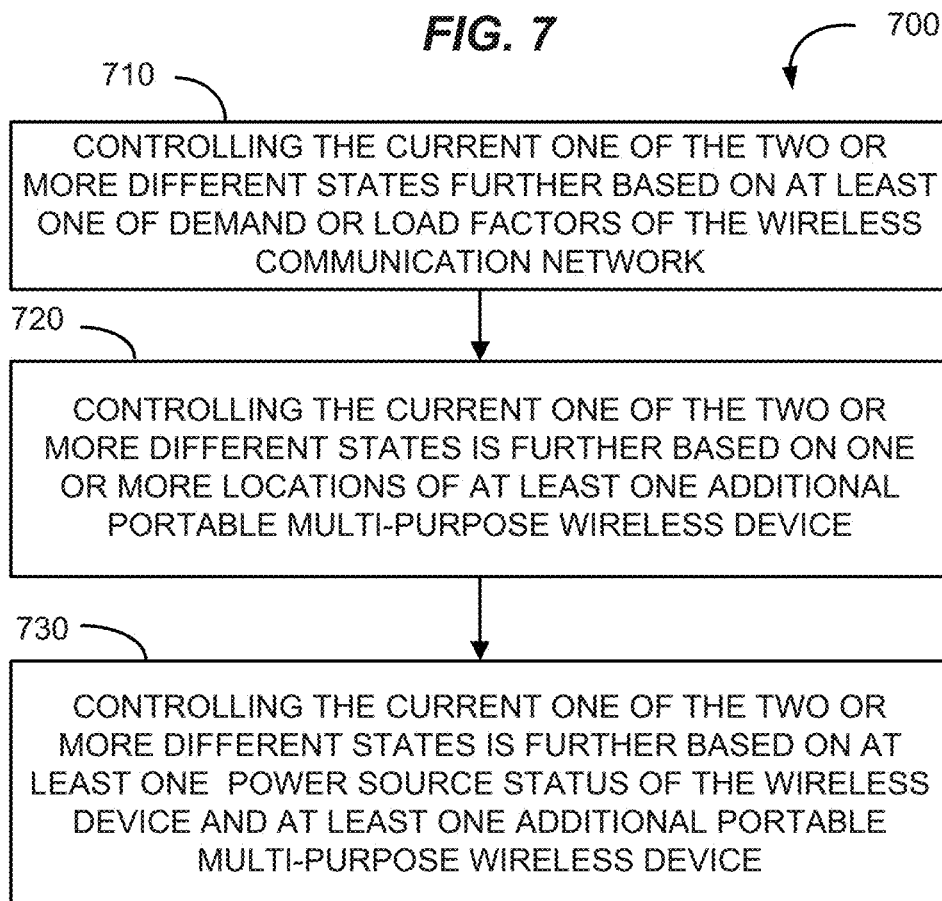 FIG. 7
700
710
CONTROLLING THE CURRENT ONE OF THE TWO OR
MORE DIFFERENT STATES FURTHER BASED ON AT LEAST
ONE OF DEMAND OR LOAD FACTORS OF THE WIRELESS
COMMUNICATION NETWORK
720
CONTROLLING THE CURRENT ONE OF THE TWO OR
MORE DIFFERENT STATES IS FURTHER BASED ON ONE
OR MORE LOCATIONS OF AT LEAST ONE ADDITIONAL
PORTABLE MULTI-PURPOSE WIRELESS DEVICE
730
CONTROLLING THE CURRENT ONE OF THE TWO OR
MORE DIFFERENT STATES IS FURTHER BASED ON AT
LEAST ONE POWER SOURCE STATUS OF THE WIRELESS
DEVICE AND AT LEAST ONE ADDITIONAL PORTABLE
MULTI-PURPOSE WIRELESS DEVICE